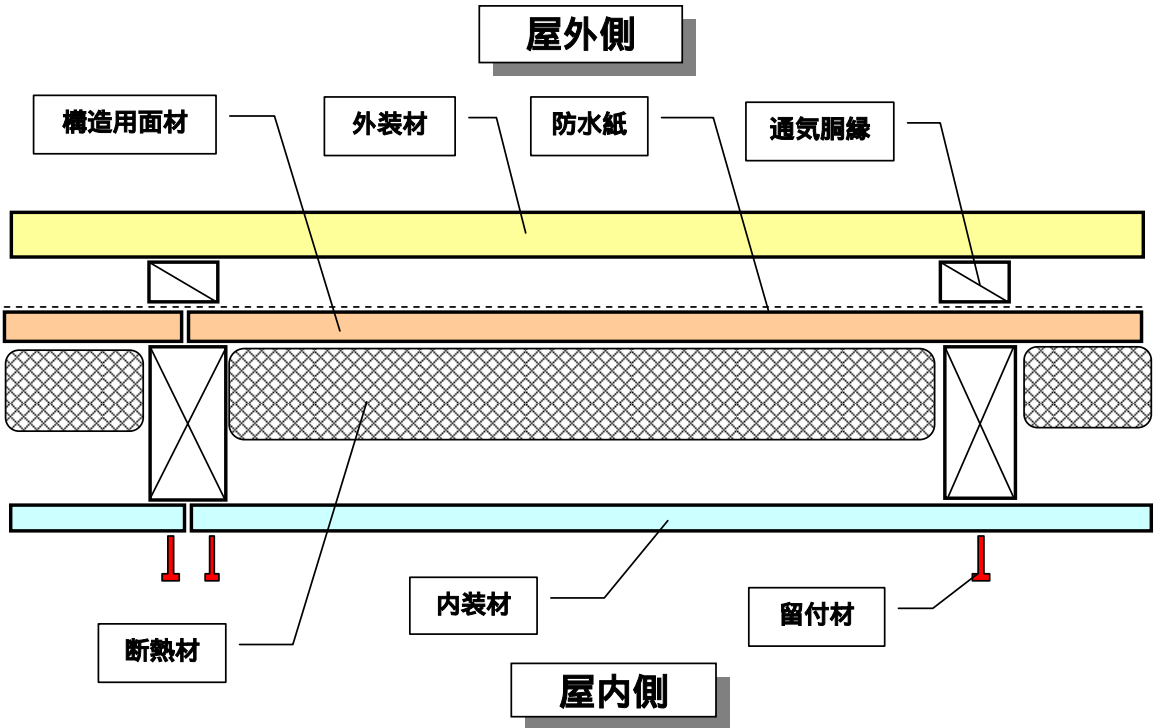 屋外側
構造用面材
外装材
防水紙
通気胴縁
内装材
留付材
断熱材
屋内側